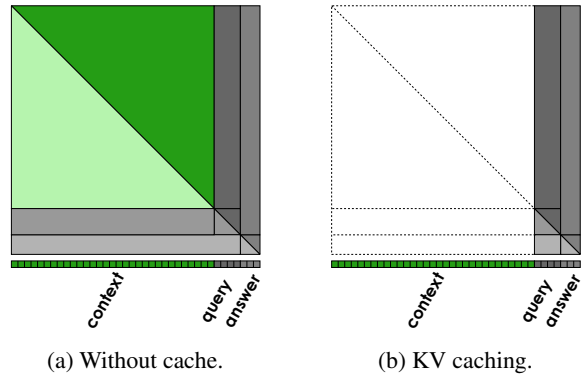 context
query
answer
context
query
answer
(a) Without cache.
(b) KV caching.